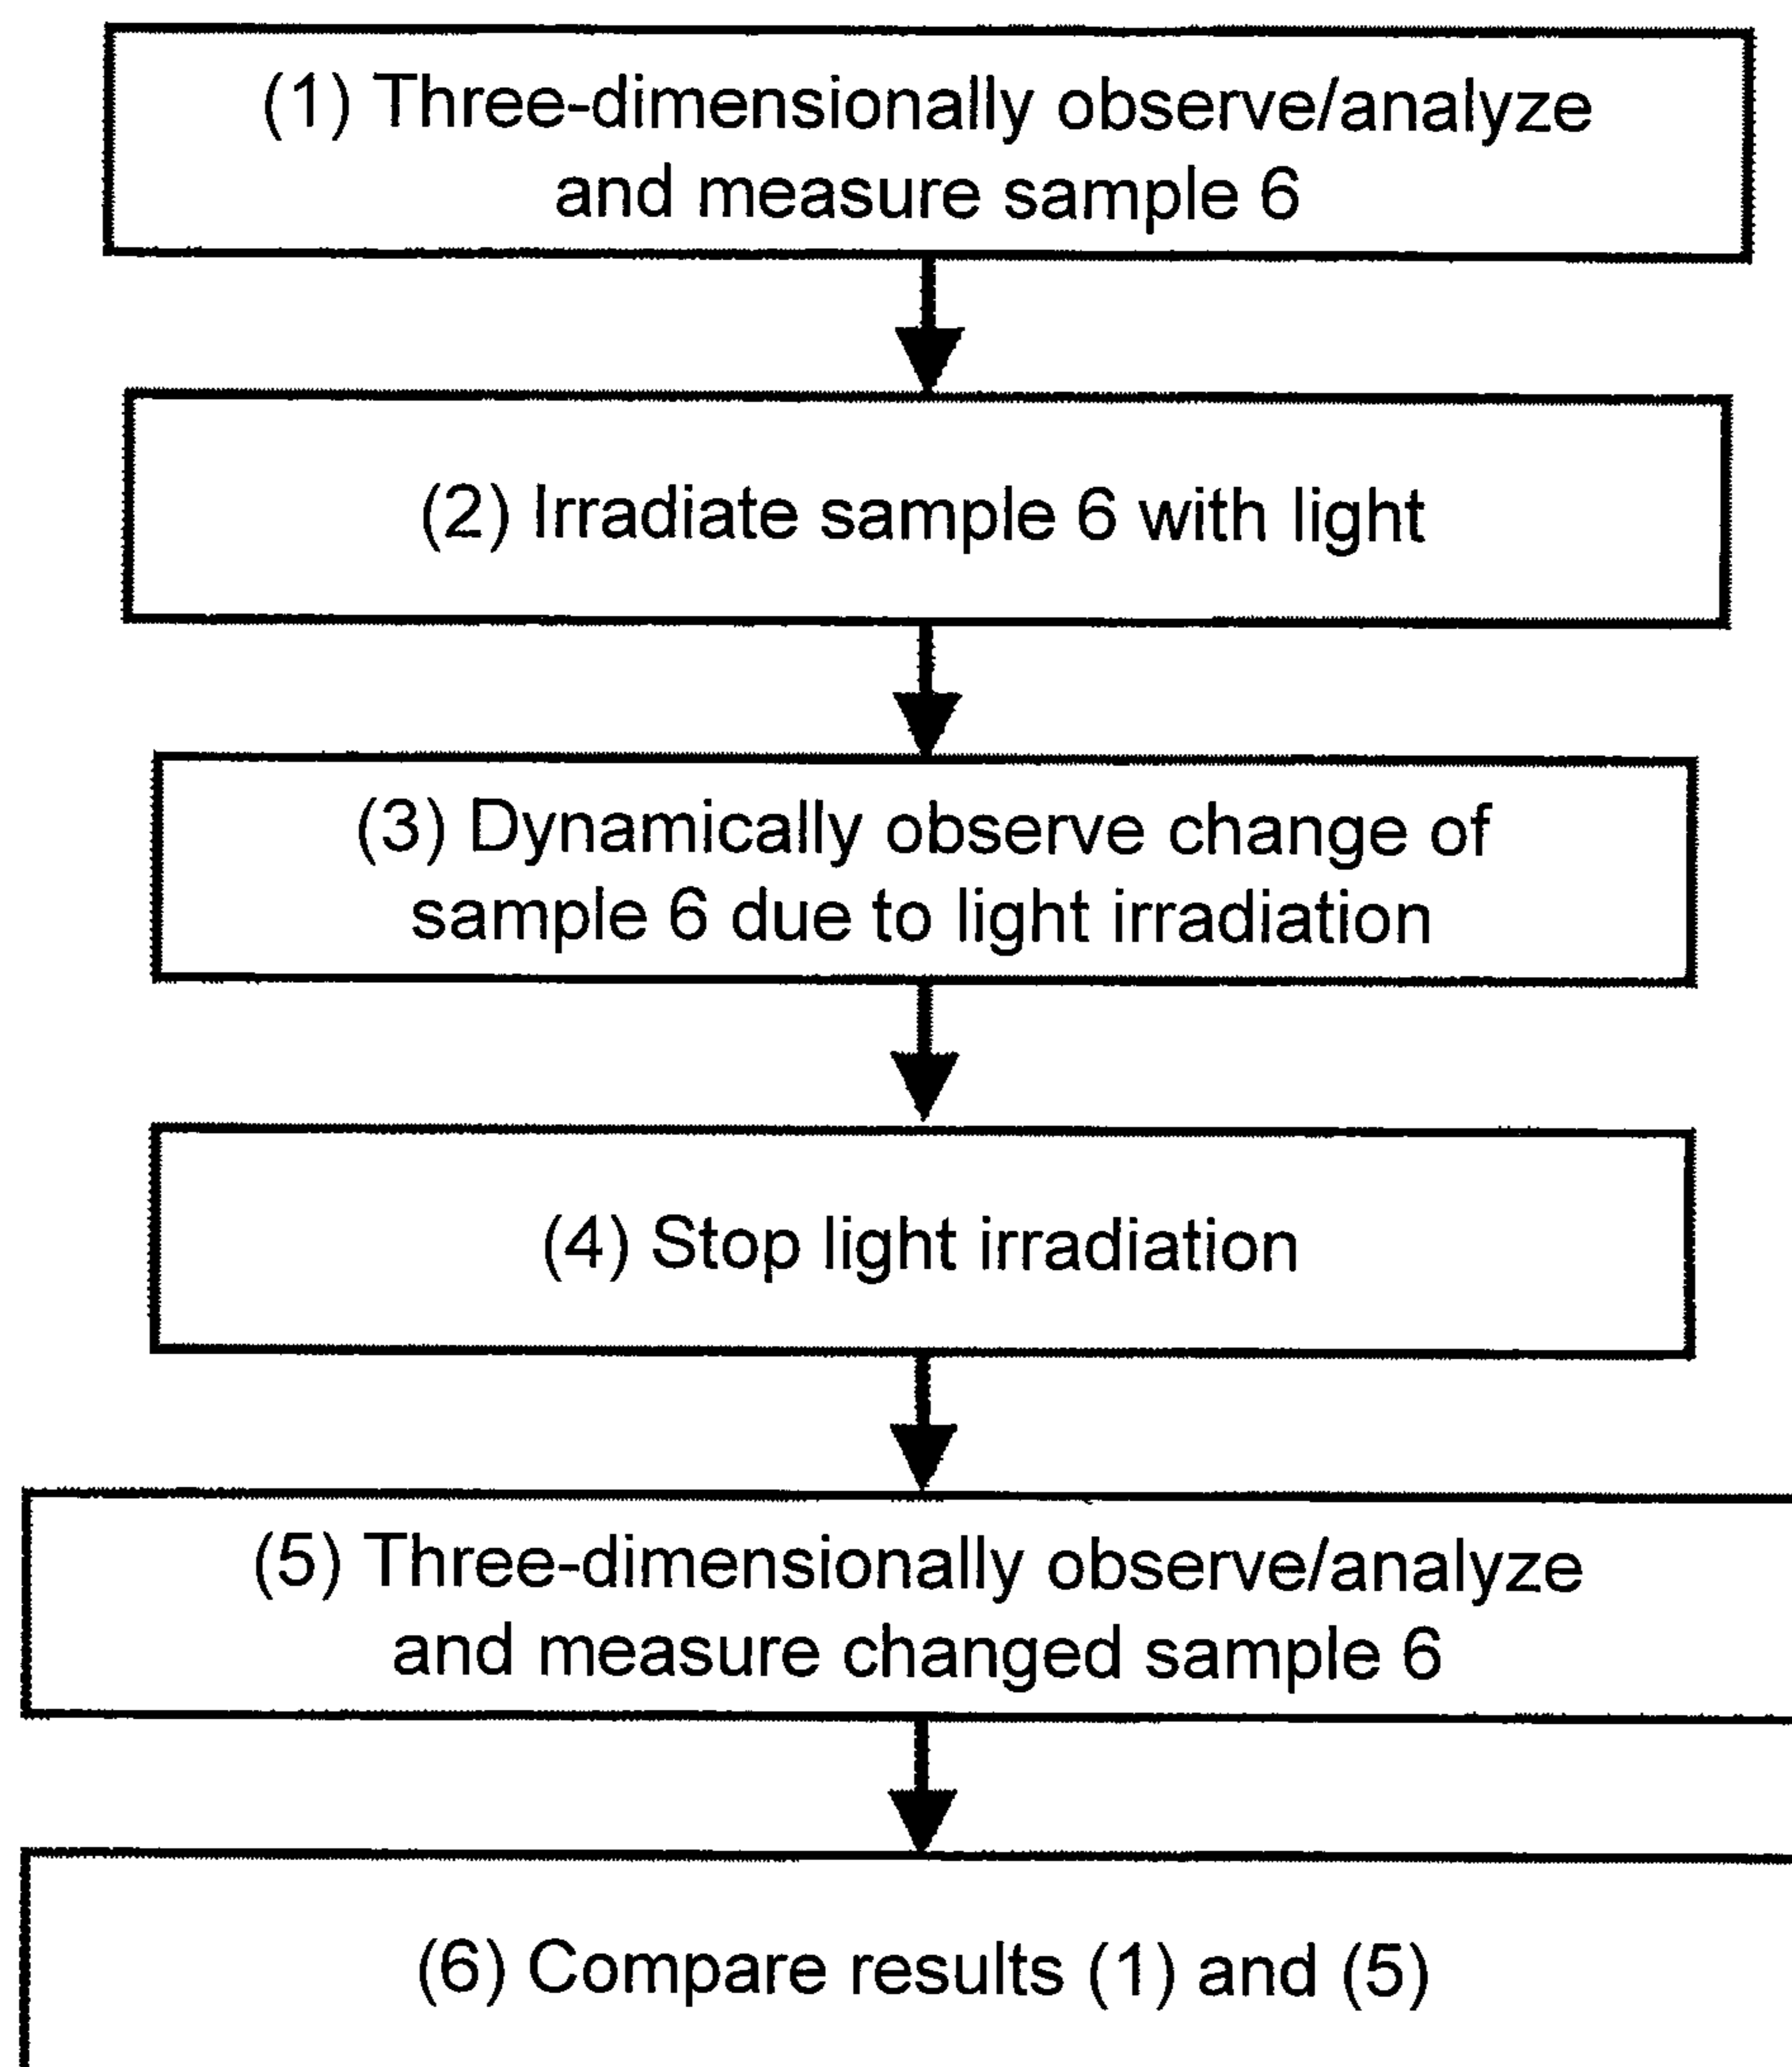 (1) Three-dimensionally observe/analyze
and measure sample 6
(2) Irradiate sample 6 with light
(3) Dynamically observe change of
sample 6 due to light irradiation
(4) Stop light irradiation
(5) Three-dimensionally observe/analyze
and measure changed sample 6
(6) Compare results (1) and (5)